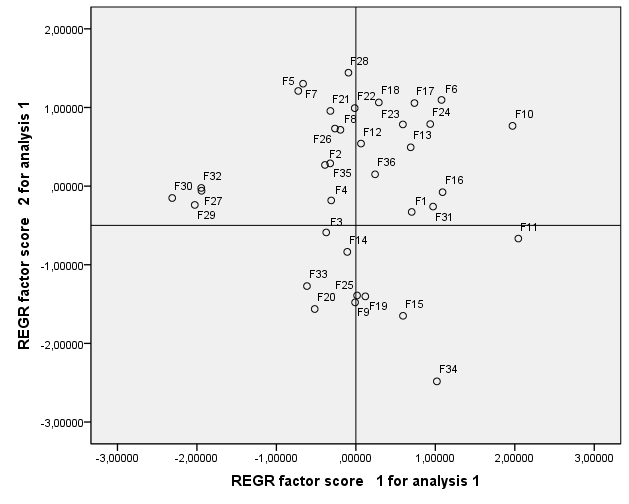 2,00000
1,00000
,00000
-1,00000
-2,00000
-3,00000
REGR factor score 2 for analysis 1
F28
F5
F7
F21
F22
F18
F17
F6
F10
F26
F8
F23
F24
F12
F13
F2
F35
F36
F30
F32
F27
F29
F4
F16
F1
F31
F3
F11
F14
F33
F25
F20
F9
F19
F15
F34
-3,00000
-2,00000
-1,00000
,00000
1,00000
2,00000
3,00000
REGR factor score 1 for analysis 1